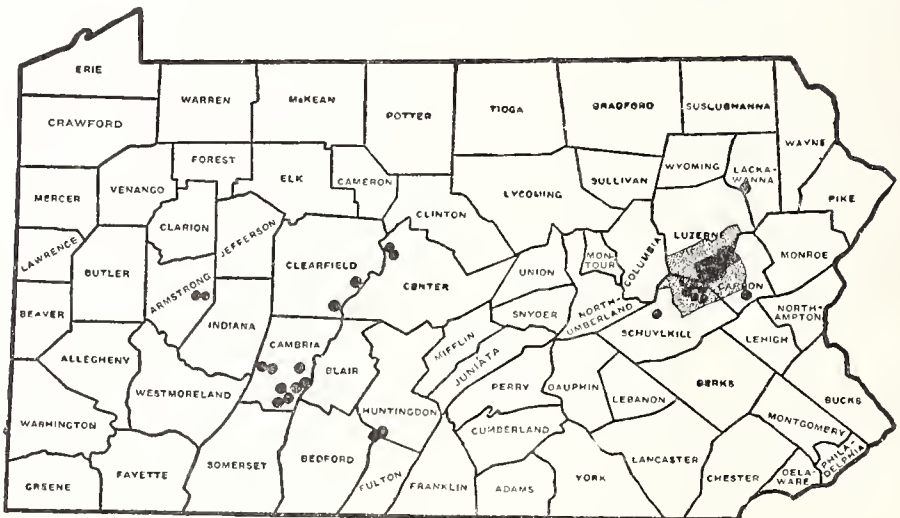 ERIE
CRAWFORD
WARREN
McKEAN
POTTER
TIOGA
BRADFORD
SUSLUBHANNA
WAYNE
FOREST
ELK
CAMERON
MERCER
VENANGO
CLARION
JEFFERSON
CLINTON
LYCOMING
SULLIVAN
WYOMING
LACKA-
WANNA
PIKE
LAWRENCE
BUTLER
ARMSTRONG
CLEARFIELD
CENTER
UNION
MON-
TOUR
COLUMBIA
LUZERNE
MONROE
BEAVER
INDIANA
SNYDER
NORTH-
UMBERLAND
CARBON
NORTH-
AMPTON
SCHUYLKILL
LEHIGH
ALLEGHENY
WESTMORELAND
CAMBRIA
BLAIR
MIFFLIN
JUNIATA
PERRY
DAUPHIN
LEBANON
BERKS
BUCKS
HUNTINGDON
CUMBERLAND
MONTGOMERY
WASHINGTON
GREENE
FAYETTE
SOMERSET
BEDFORD
FULTON
FRANKLIN
ADAMS
YORK
LANCASTER
CHESTER
DELA-
WARE
PHILA-
DELPHIA